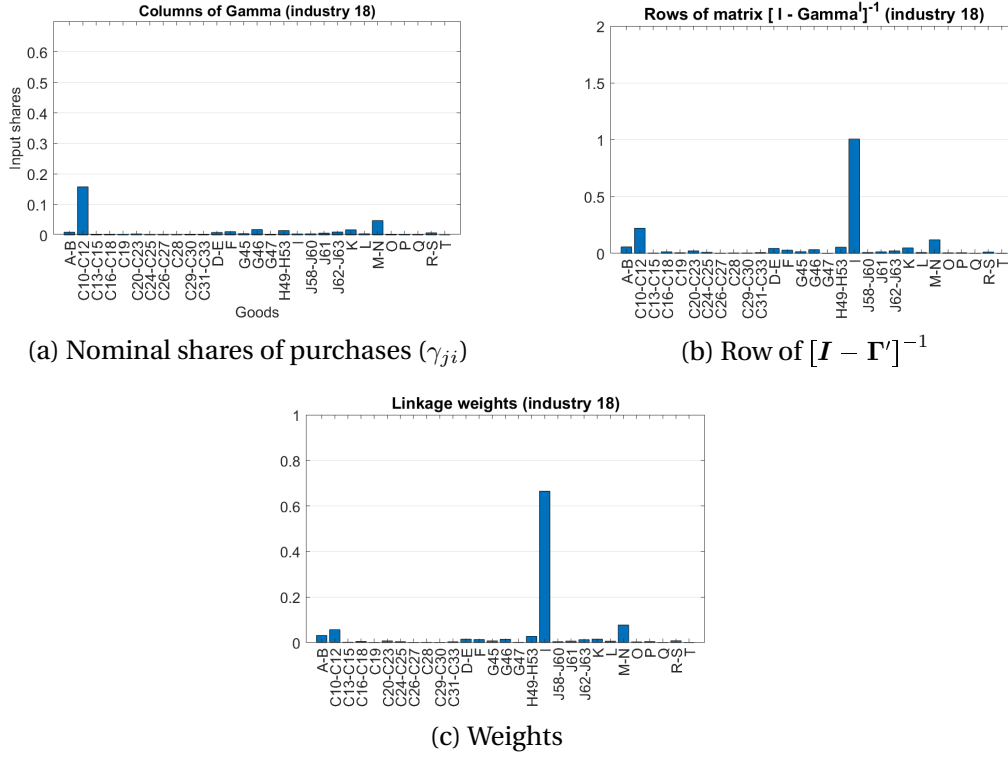 Columns of Gamma (industry 18)
Input shares
0.6
0.5
0.4
0.3
0.2
0.1
0
A-B
C10-C12
C13-C15
C16-C18
C19
C20-C23
C24-C25
C26-C27
C28
C29-C30
C31-C33
D-E
F
G45
G46
G47
H49-H53
I
J58-J60
J61
J62-J63
K
L
M-N
O
P
Q
R-S
T
Goods
(a) Nominal shares of purchases (γji)
Rows of matrix [ I - Gamma^I]^-1 (industry 18)
2
1.5
1
0.5
0
A-B
C10-C12
C13-C15
C16-C18
C19
C20-C23
C24-C25
C26-C27
C28
C29-C30
C31-C33
D-E
F
G45
G46
G47
H49-H53
I
J58-J60
J61
J62-J63
K
L
M-N
O
P
Q
R-S
T
(b) Row of [I − Γ′]^−1
Linkage weights (industry 18)
1
0.8
0.6
0.4
0.2
0
A-B
C10-C12
C13-C15
C16-C18
C19
C20-C23
C24-C25
C26-C27
C28
C29-C30
C31-C33
D-E
F
G45
G46
G47
H49-H53
I
J58-J60
J61
J62-J63
K
L
M-N
O
P
Q
R-S
T
(c) Weights